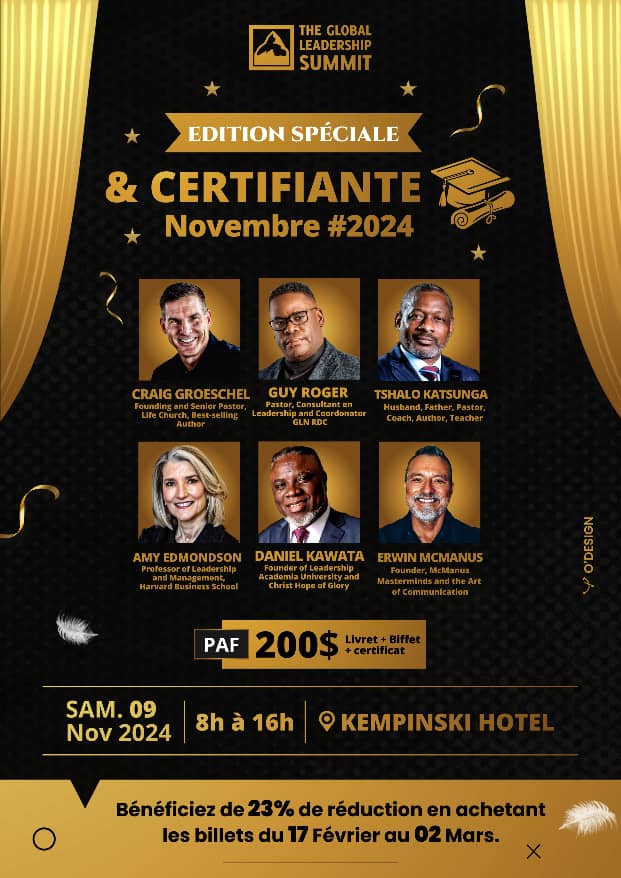 THE GLOBAL
LEADERSHIP
SUMMIT
EDITION SPÉCIALE
& CERTIFIANTE
Novembre #2024
CRAIG GROESCHEL
Founding and Senior Pastor,
Life Church, Best-selling
Author
GUY ROGER
Pastor, Consultant en
Leadership and Coordonator
GLN RDC
TSHALO KATSUNGA
Husband, Father, Pastor,
Coach, Author, Teacher
AMY EDMONDSON
Professor of Leadership
and Management,
Harvard Business School
DANIEL KAWATA
Founder of Leadership
Academia University and
Christ Hope of Glory
ERWIN MCMANUS
Founder, McManus
Masterminds and the Art
of Communication
O'DESIGN
PAF 200$ Livret + Biffet
+ certificat
SAM. 09
Nov 2024
8h à 16h
KEMPINSKI HOTEL
Bénéficiez de 23% de réduction en achetant
les billets du 17 Février au 02 Mars.